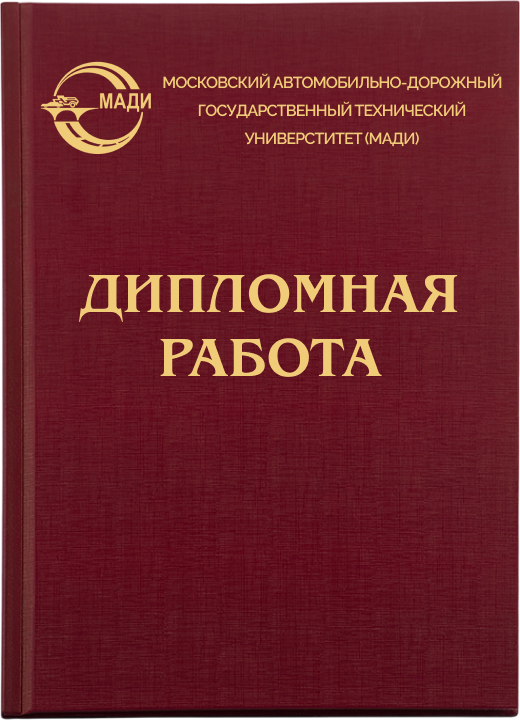 МАДИ
МОСКОВСКИЙ АВТОМОБИЛЬНО-ДОРОЖНЫЙ
ГОСУДАРСТВЕННЫЙ ТЕХНИЧЕСКИЙ
УНИВЕРСТИТЕТ (МАДИ)
ДИПЛОМНАЯ
РАБОТА